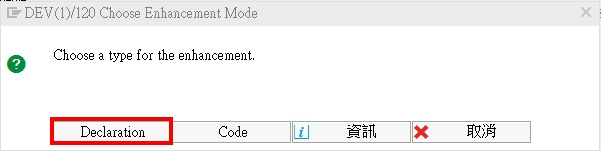 DEV(1)/120 Choose Enhancement Mode
Choose a type for the enhancement.
Declaration Code 資訊 取消